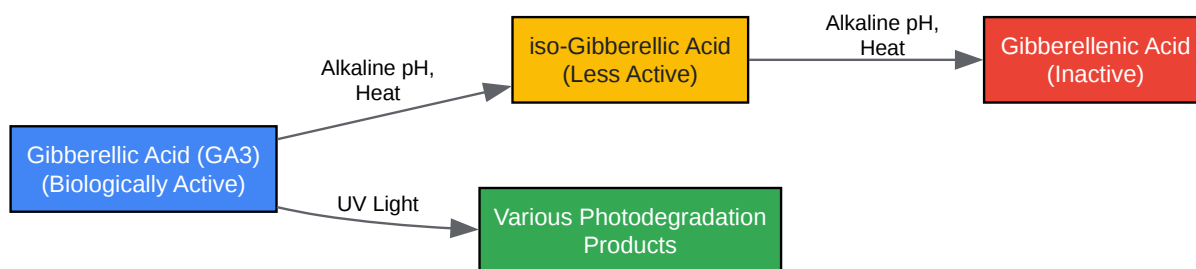 Gibberellic Acid (GA3)
(Biologically Active)
Alkaline pH,
Heat
iso-Gibberellic Acid
(Less Active)
Alkaline pH,
Heat
Gibberellenic Acid
(Inactive)
UV Light
Various Photodegradation
Products